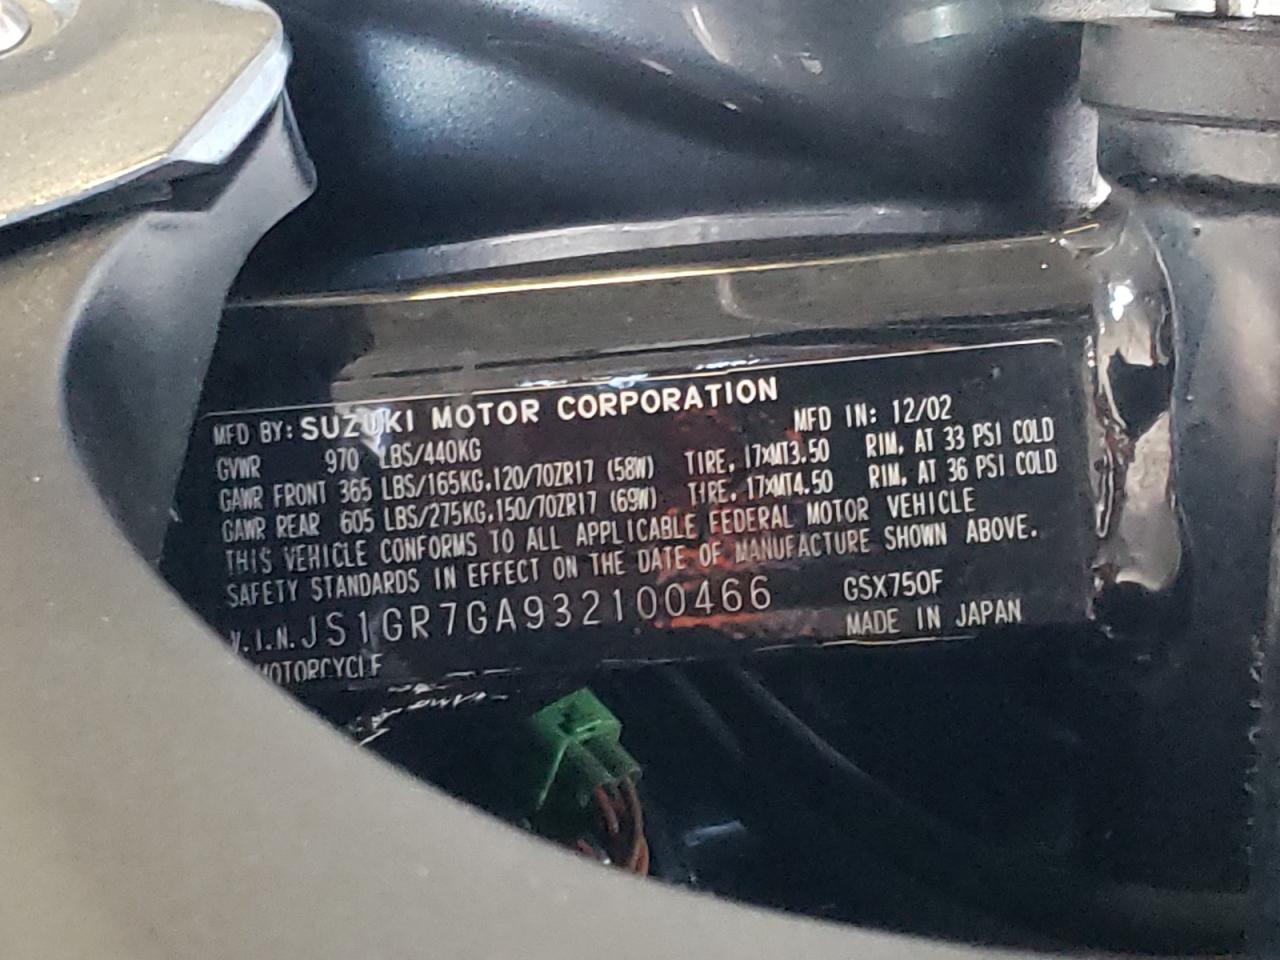 MFD BY: SUZUKI MOTOR CORPORATION
MFD IN: 12/02
GVWR 970 LBS/440KG
GAWR FRONT 365 LBS/165KG.120/70ZR17 (58W) TIRE, 17xMT3.50 RIM, AT 33 PSI COLD
GAWR REAR 605 LBS/275KG.150/70ZR17 (69W) TIRE, 17xMT4.50 RIM, AT 36 PSI COLD
THIS VEHICLE CONFORMS TO ALL APPLICABLE FEDERAL MOTOR VEHICLE
SAFETY STANDARDS IN EFFECT ON THE DATE OF MANUFACTURE SHOWN ABOVE.
V.I.N. JS1GR7GA932100466 GSX750F
MOTORCYCLE MADE IN JAPAN